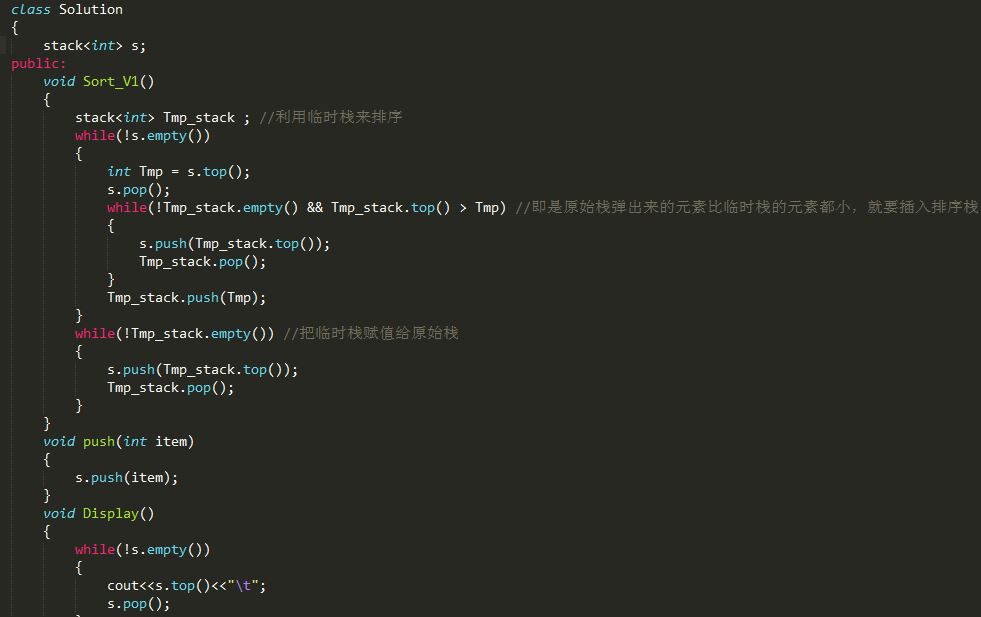 class Solution
{
    stack<int> s;
public:
    void Sort_V1()
    {
        stack<int> Tmp_stack ; //利用临时栈来排序
        while(!s.empty())
        {
            int Tmp = s.top();
            s.pop();
            while(!Tmp_stack.empty() && Tmp_stack.top() > Tmp) //即是原始栈弹出来的元素比临时栈的元素都小，就要插入排序栈
            {
                s.push(Tmp_stack.top());
                Tmp_stack.pop();
            }
            Tmp_stack.push(Tmp);
        }
        while(!Tmp_stack.empty()) //把临时栈赋值给原始栈
        {
            s.push(Tmp_stack.top());
            Tmp_stack.pop();
        }
    }
    void push(int item)
    {
        s.push(item);
    }
    void Display()
    {
        while(!s.empty())
        {
            cout<<s.top()<<"\t";
            s.pop();